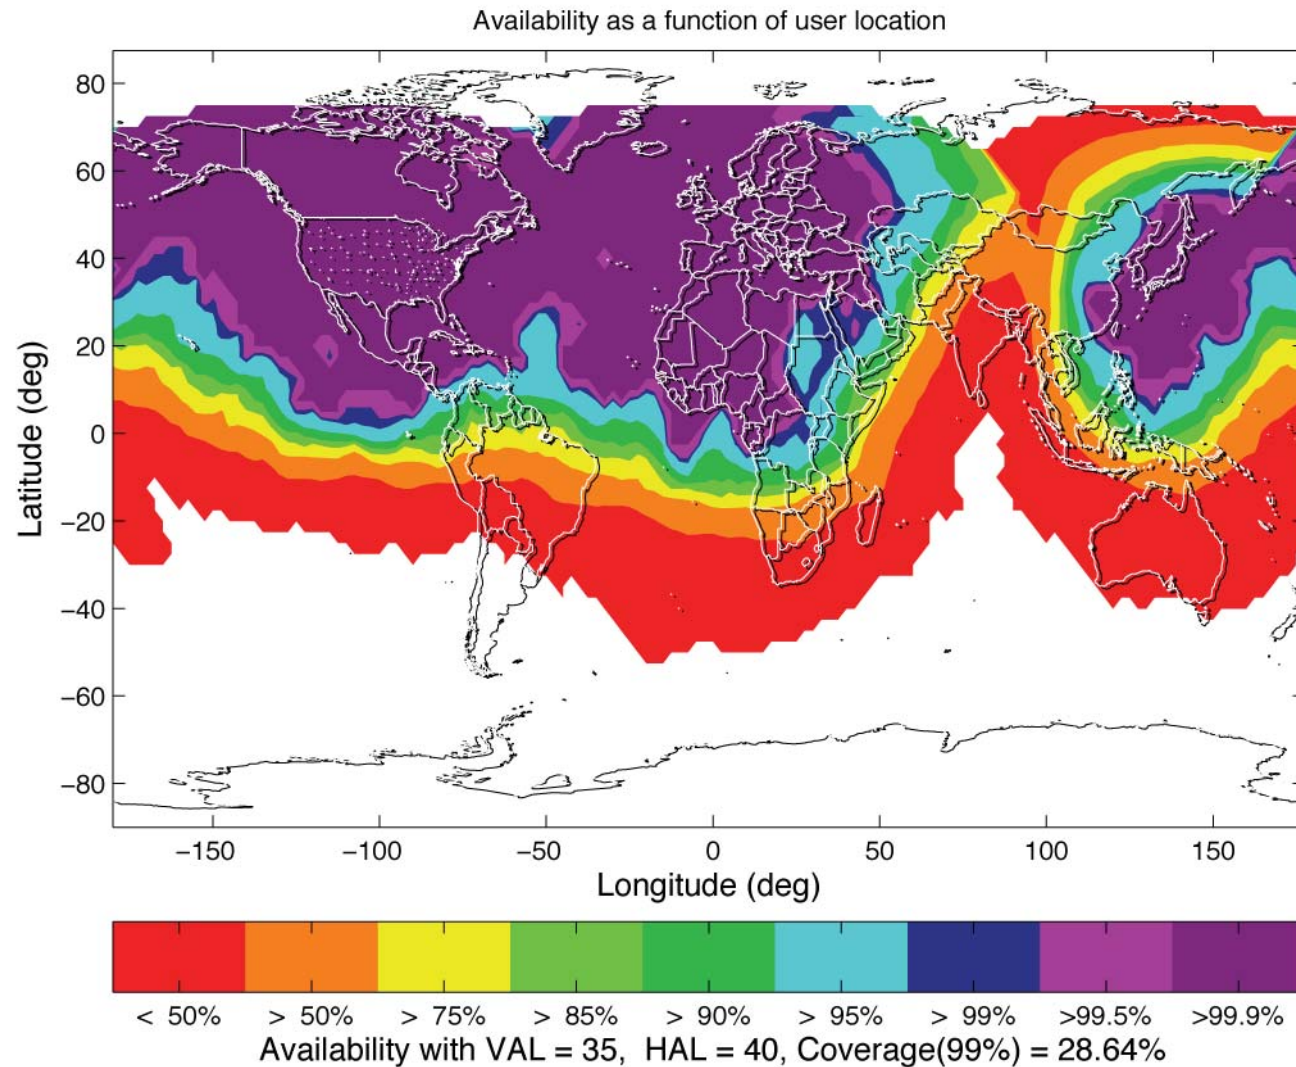 Availability as a function of user location
80
60
40
20
0
−20
−40
−60
−80
Latitude (deg)
−150 −100 −50 0 50 100 150
Longitude (deg)
< 50% > 50% > 75% > 85% > 90% > 95% > 99% >99.5% >99.9%
Availability with VAL = 35, HAL = 40, Coverage(99%) = 28.64%